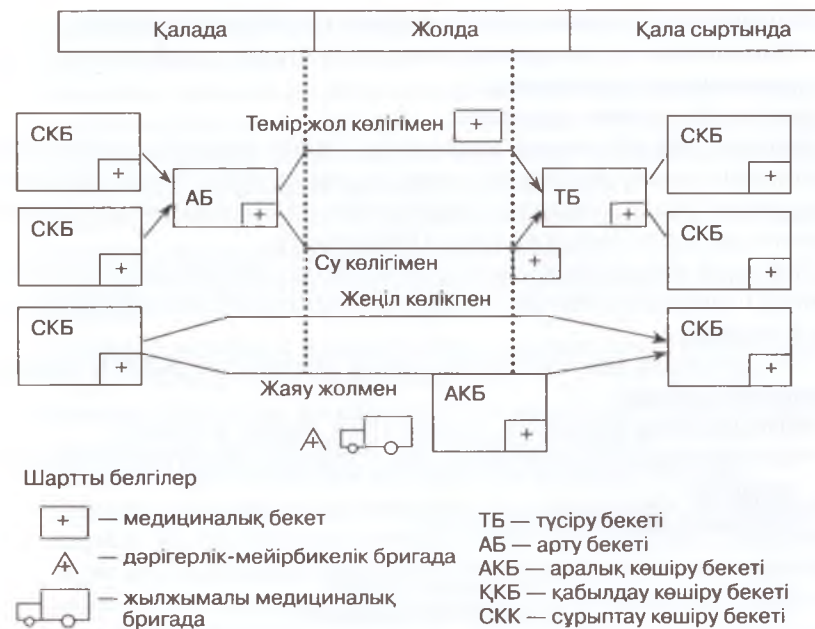 Қалада Жолда Қала сыртында
СКБ
СКБ
СКБ
АБ
Темір жол көлігімен
Су көлігімен
Жеңіл көлікпен
Жаяу жолмен
АКБ
ТБ
СКБ
СКБ
СКБ
Шартты белгілер
— медициналық бекет
— дәрігерлік-мейірбикелік бригада
— жылжымалы медициналық
бригада
ТБ — түсіру бекеті
АБ — арту бекеті
АКБ — аралық көшіру бекеті
ҚКБ — қабылдау көшіру бекеті
СКК — сұрыптау көшіру бекеті